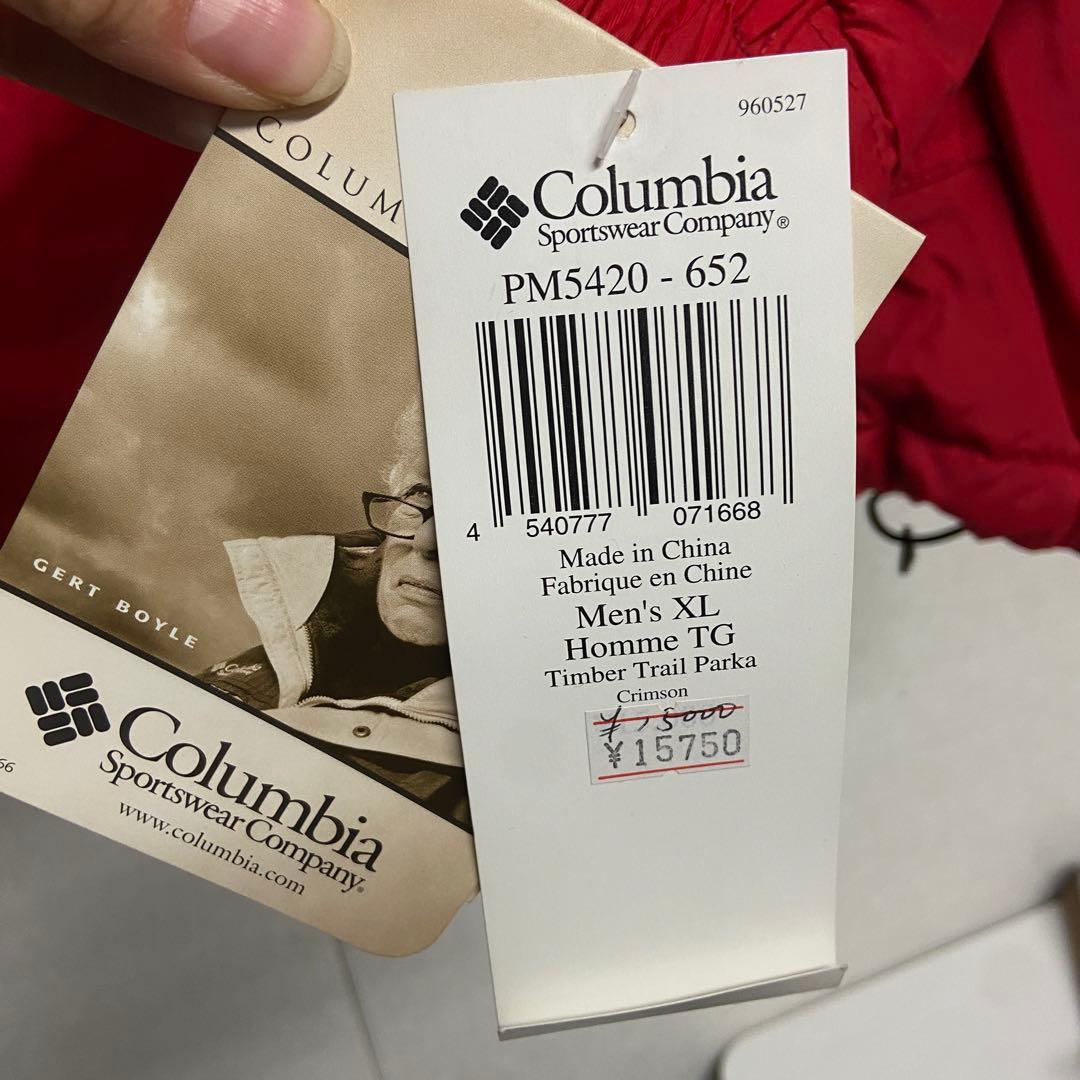 COLUM
GERT BOYLE
Columbia
Sportswear Company®
www.columbia.com
66
960527
Columbia
Sportswear Company®
PM5420 - 652
4 540777 071668
Made in China
Fabrique en Chine
Men's XL
Homme TG
Timber Trail Parka
Crimson
¥15750